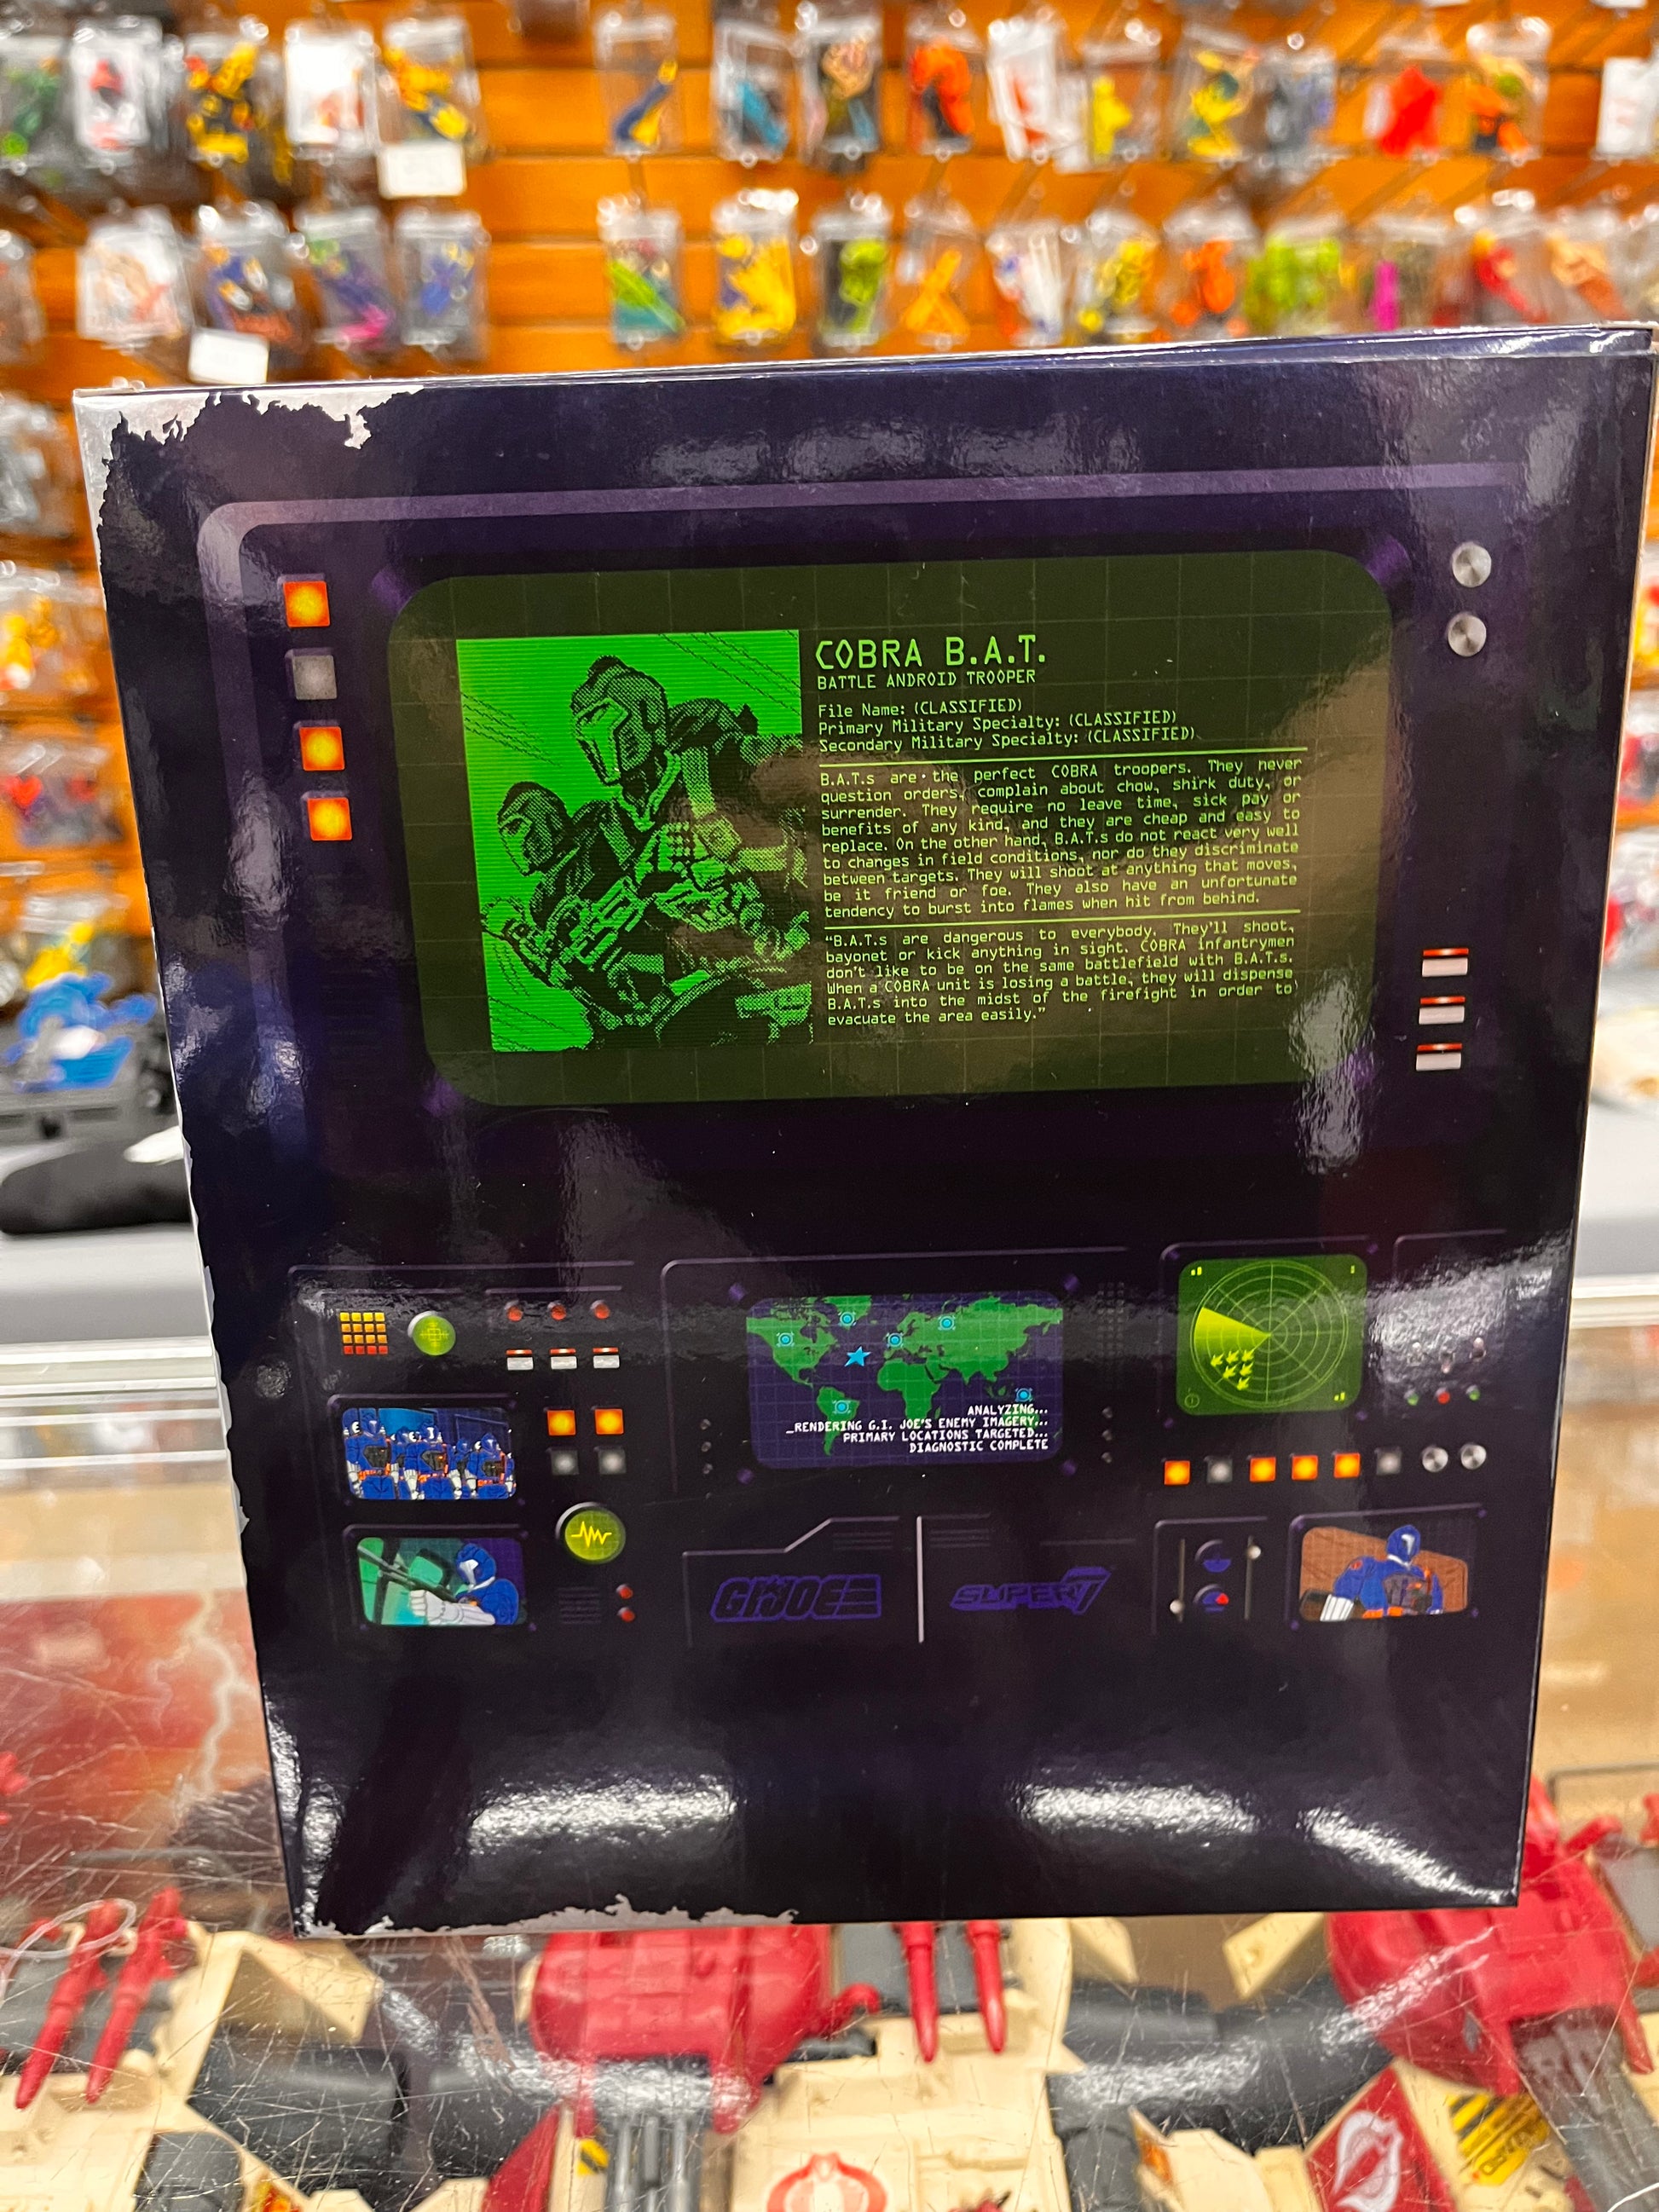 COBRA B.A.T.
BATTLE ANDROID TROOPER
File Name: (CLASSIFIED)
Primary Military Specialty: (CLASSIFIED)
Secondary Military Specialty: (CLASSIFIED)
B.A.T.s are the perfect COBRA troopers. They never
question orders, complain about chow, shirk duty, or
surrender. They require no leave time, sick pay or
benefits of any kind, and they are cheap and easy to
replace. On the other hand, B.A.T.s do not react very well
to changes in field conditions, nor do they discriminate
between targets. They will shoot at anything that moves,
be it friend or foe. They also have an unfortunate
tendency to burst into flames when hit from behind.
“B.A.T.s are dangerous to everybody. They’ll shoot,
bayonet or kick anything in sight. COBRA infantrymen
don’t like to be on the same battlefield with B.A.T.s.
When a COBRA unit is losing a battle, they will dispense
B.A.T.s into the midst of the firefight in order to
evacuate the area easily.”
ANALYZING...
_RENDERING G.I. JOE'S ENEMY IMAGERY...
PRIMARY LOCATIONS TARGETED...
DIAGNOSTIC COMPLETE
GI JOE
SUPER7